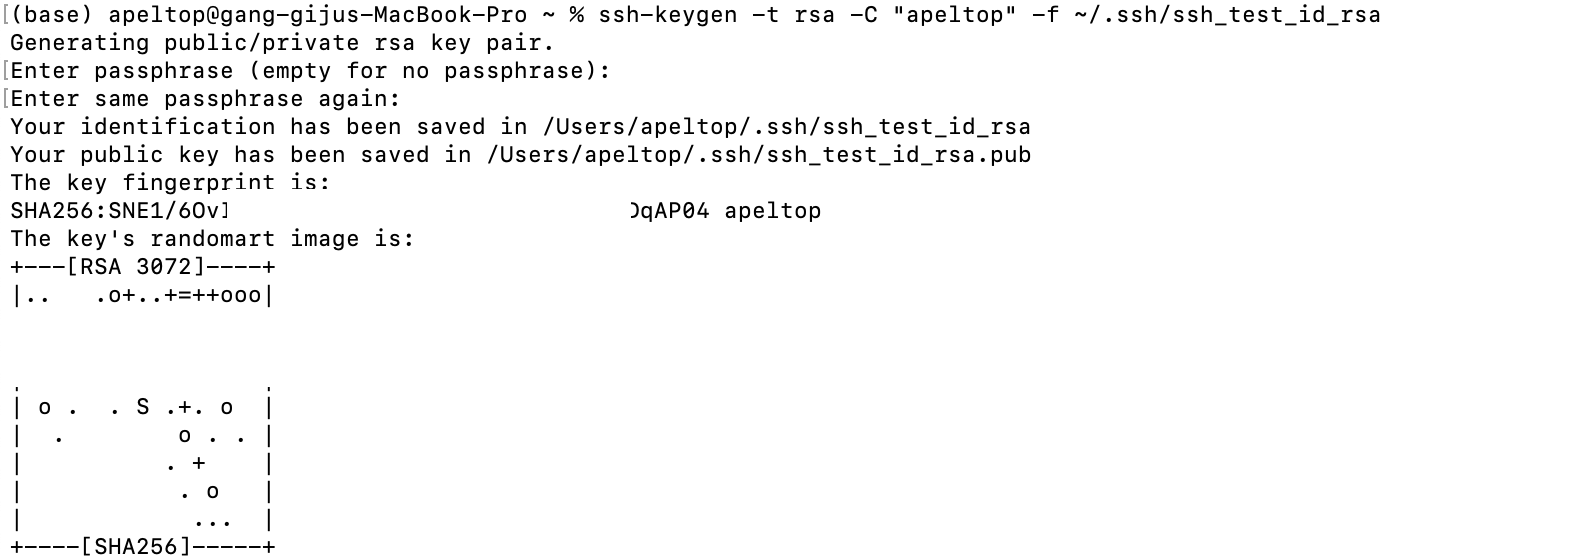 (base) apeltop@gang-gijus-MacBook-Pro ~ % ssh-keygen -t rsa -C "apeltop" -f ~/.ssh/ssh_test_id_rsa
Generating public/private rsa key pair.
Enter passphrase (empty for no passphrase):
Enter same passphrase again:
Your identification has been saved in /Users/apeltop/.ssh/ssh_test_id_rsa
Your public key has been saved in /Users/apeltop/.ssh/ssh_test_id_rsa.pub
The key fingerprint is:
SHA256:SNE1/6Ov qAP04 apeltop
The key's randomart image is:
+---[RSA 3072]----+
|..   .o+..+=++ooo|
| o .  . S .+. o  |
|  .        o . . |
|          . +    |
|           . o   |
|            ...  |
+----[SHA256]-----+